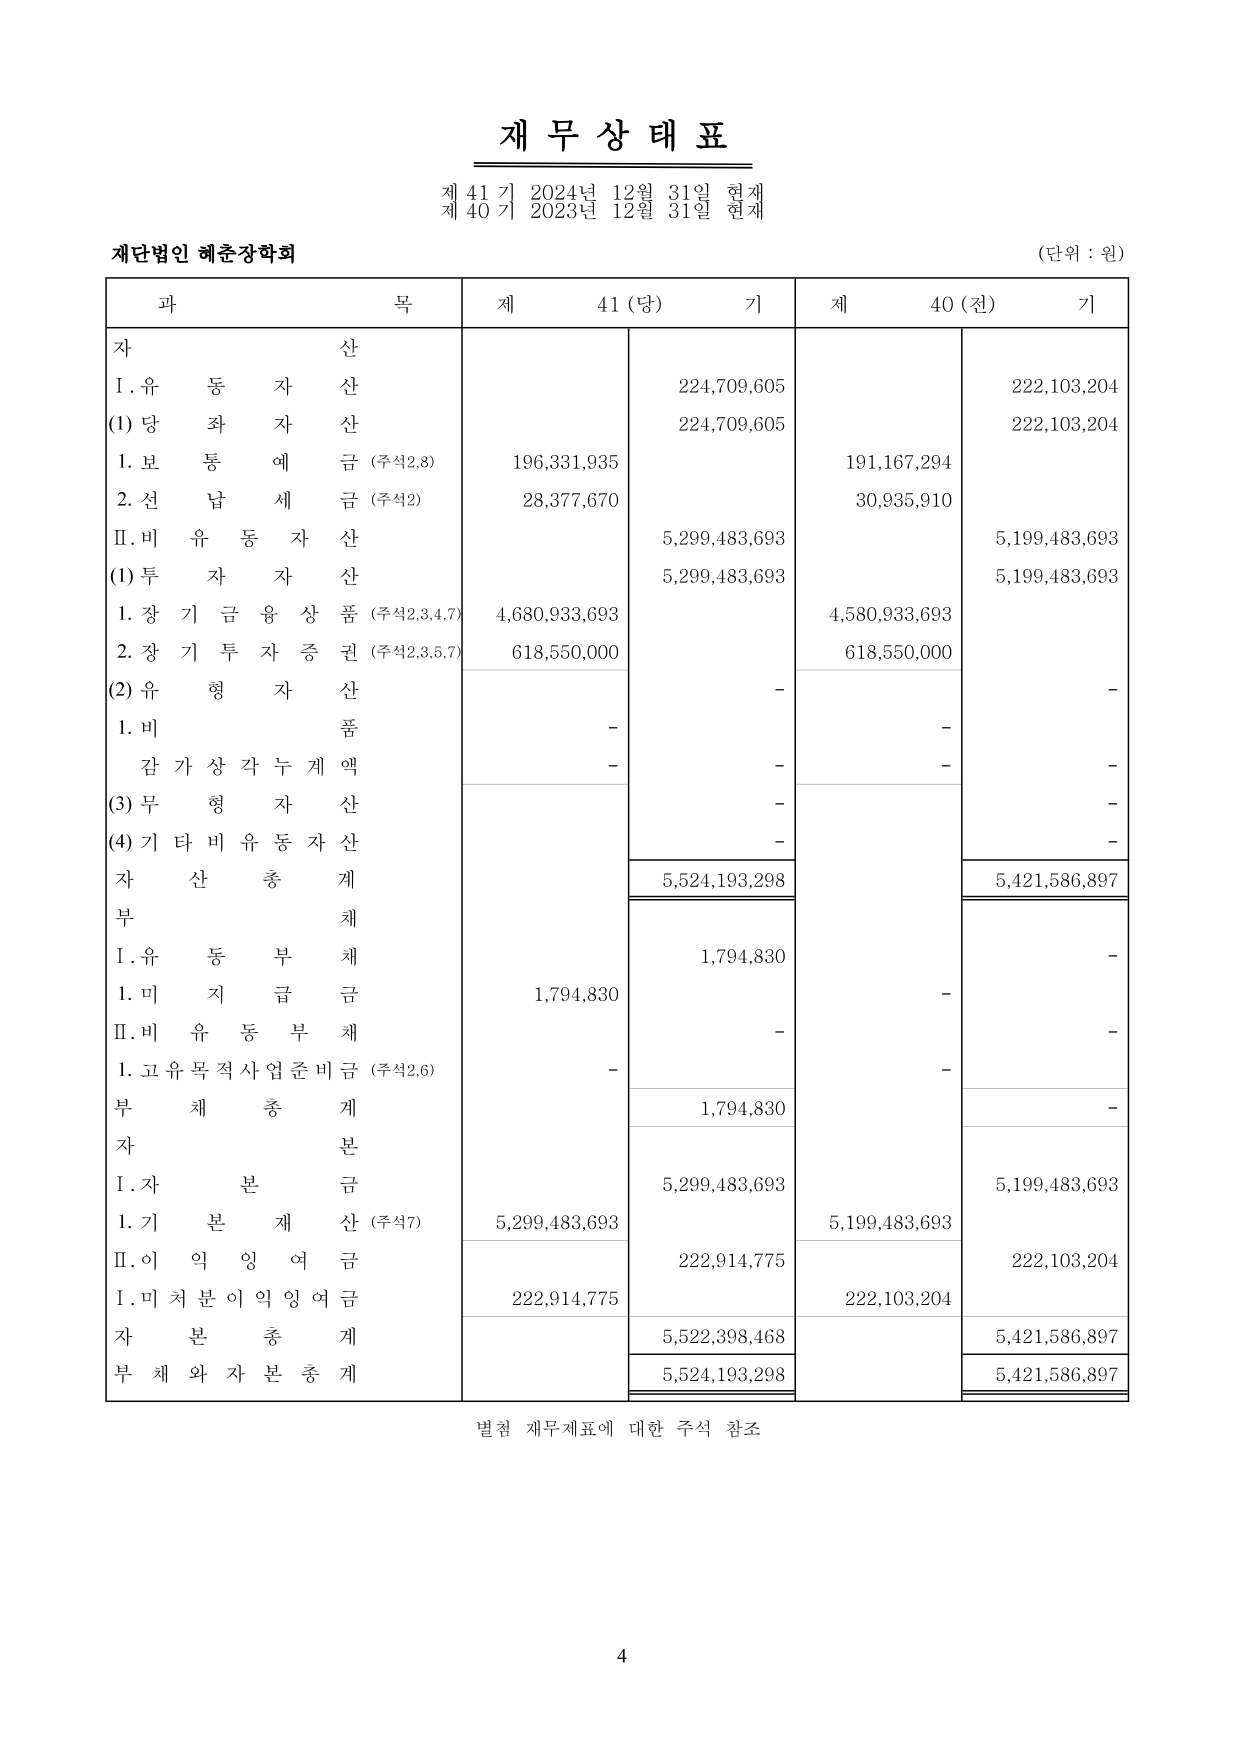 재무상태표
제 41 기 2024년 12월 31일 현재
제 40 기 2023년 12월 31일 현재
재단법인 혜춘장학회 (단위 : 원)
과 목 제 41 (당) 기 제 40 (전) 기
자 산
Ⅰ.유 동 자 산 224,709,605 222,103,204
(1) 당 좌 자 산 224,709,605 222,103,204
1. 보 통 예 금 (주석2,8) 196,331,935 191,167,294
2. 선 납 세 금 (주석2) 28,377,670 30,935,910
Ⅱ.비 유 동 자 산 5,299,483,693 5,199,483,693
(1) 투 자 자 산 5,299,483,693 5,199,483,693
1. 장 기 금 융 상 품 (주석2,3,4,7) 4,680,933,693 4,580,933,693
2. 장 기 투 자 증 권 (주석2,3,5,7) 618,550,000 618,550,000
(2) 유 형 자 산 - -
1. 비 품 - -
감 가 상 각 누 계 액 - - - -
(3) 무 형 자 산 - -
(4) 기 타 비 유 동 자 산 - -
자 산 총 계 5,524,193,298 5,421,586,897
부 채
Ⅰ.유 동 부 채 1,794,830 -
1. 미 지 급 금 1,794,830 -
Ⅱ.비 유 동 부 채 - -
1. 고 유 목 적 사 업 준 비 금 (주석2,6) - -
부 채 총 계 1,794,830 -
자 본
Ⅰ.자 본 금 5,299,483,693 5,199,483,693
1. 기 본 재 산 (주석7) 5,299,483,693 5,199,483,693
Ⅱ.이 익 잉 여 금 222,914,775 222,103,204
Ⅰ.미 처 분 이 익 잉 여 금 222,914,775 222,103,204
자 본 총 계 5,522,398,468 5,421,586,897
부 채 와 자 본 총 계 5,524,193,298 5,421,586,897
별첨 재무제표에 대한 주석 참조
4